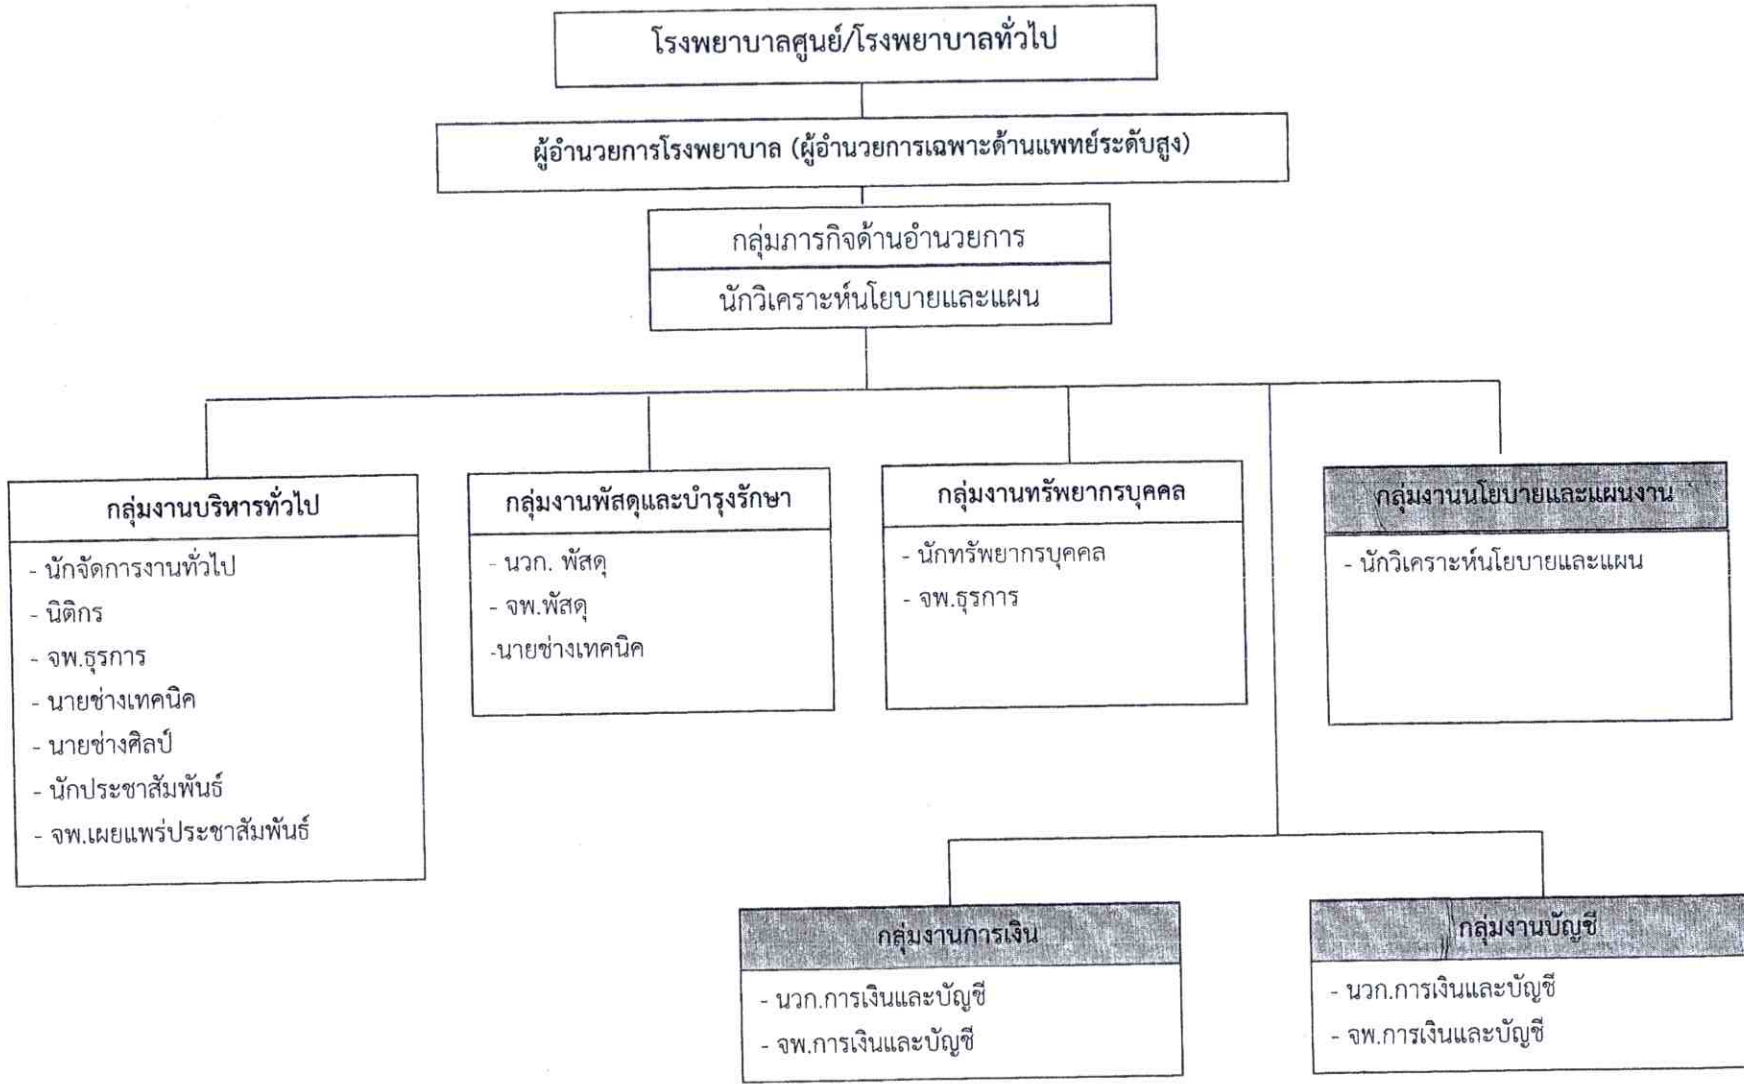 โรงพยาบาลศูนย์/โรงพยาบาลทั่วไป
ผู้อำนวยการโรงพยาบาล (ผู้อำนวยการเฉพาะด้านแพทย์ระดับสูง)
กลุ่มภารกิจด้านอำนวยการ
นักวิเคราะห์นโยบายและแผน
กลุ่มงานบริหารทั่วไป
- นักจัดการงานทั่วไป
- นิติกร
- จพ.ธุรการ
- นายช่างเทคนิค
- นายช่างศิลป์
- นักประชาสัมพันธ์
- จพ.เผยแพร่ประชาสัมพันธ์
กลุ่มงานพัสดุและบำรุงรักษา
- นวก. พัสดุ
- จพ.พัสดุ
-นายช่างเทคนิค
กลุ่มงานทรัพยากรบุคคล
- นักทรัพยากรบุคคล
- จพ.ธุรการ
กลุ่มงานนโยบายและแผนงาน
- นักวิเคราะห์นโยบายและแผน
กลุ่มงานการเงิน
- นวก.การเงินและบัญชี
- จพ.การเงินและบัญชี
กลุ่มงานบัญชี
- นวก.การเงินและบัญชี
- จพ.การเงินและบัญชี